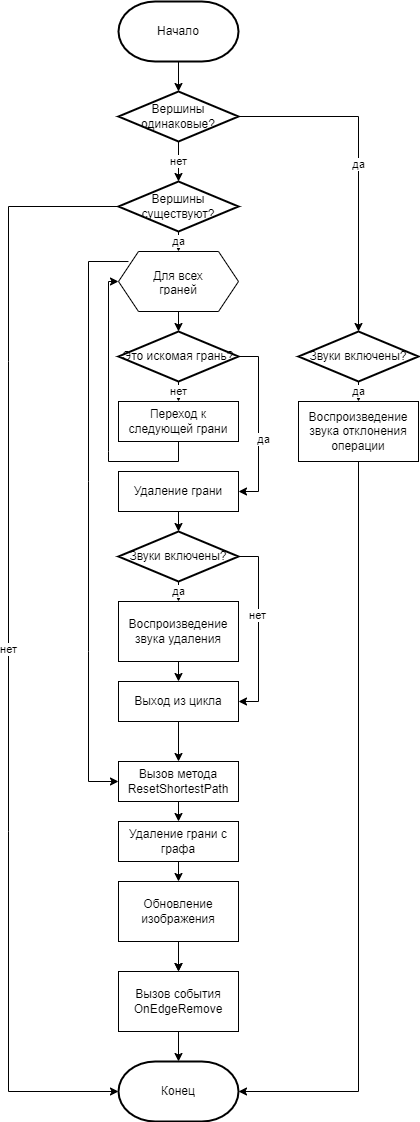 Начало
Вершины
одинаковые?
нет
да
Вершины
существуют?
да
Для всех
граней
Это искомая грань?
Звуки включены?
нет
да
Переход к
следующей грани
Воспроизведение
звука отклонения
операции
да
Удаление грани
Звуки включены?
да
нет
Воспроизведение
звука удаления
нет
Выход из цикла
Вызов метода
ResetShortestPath
Удаление грани с
графа
Обновление
изображения
Вызов события
OnEdgeRemove
Конец